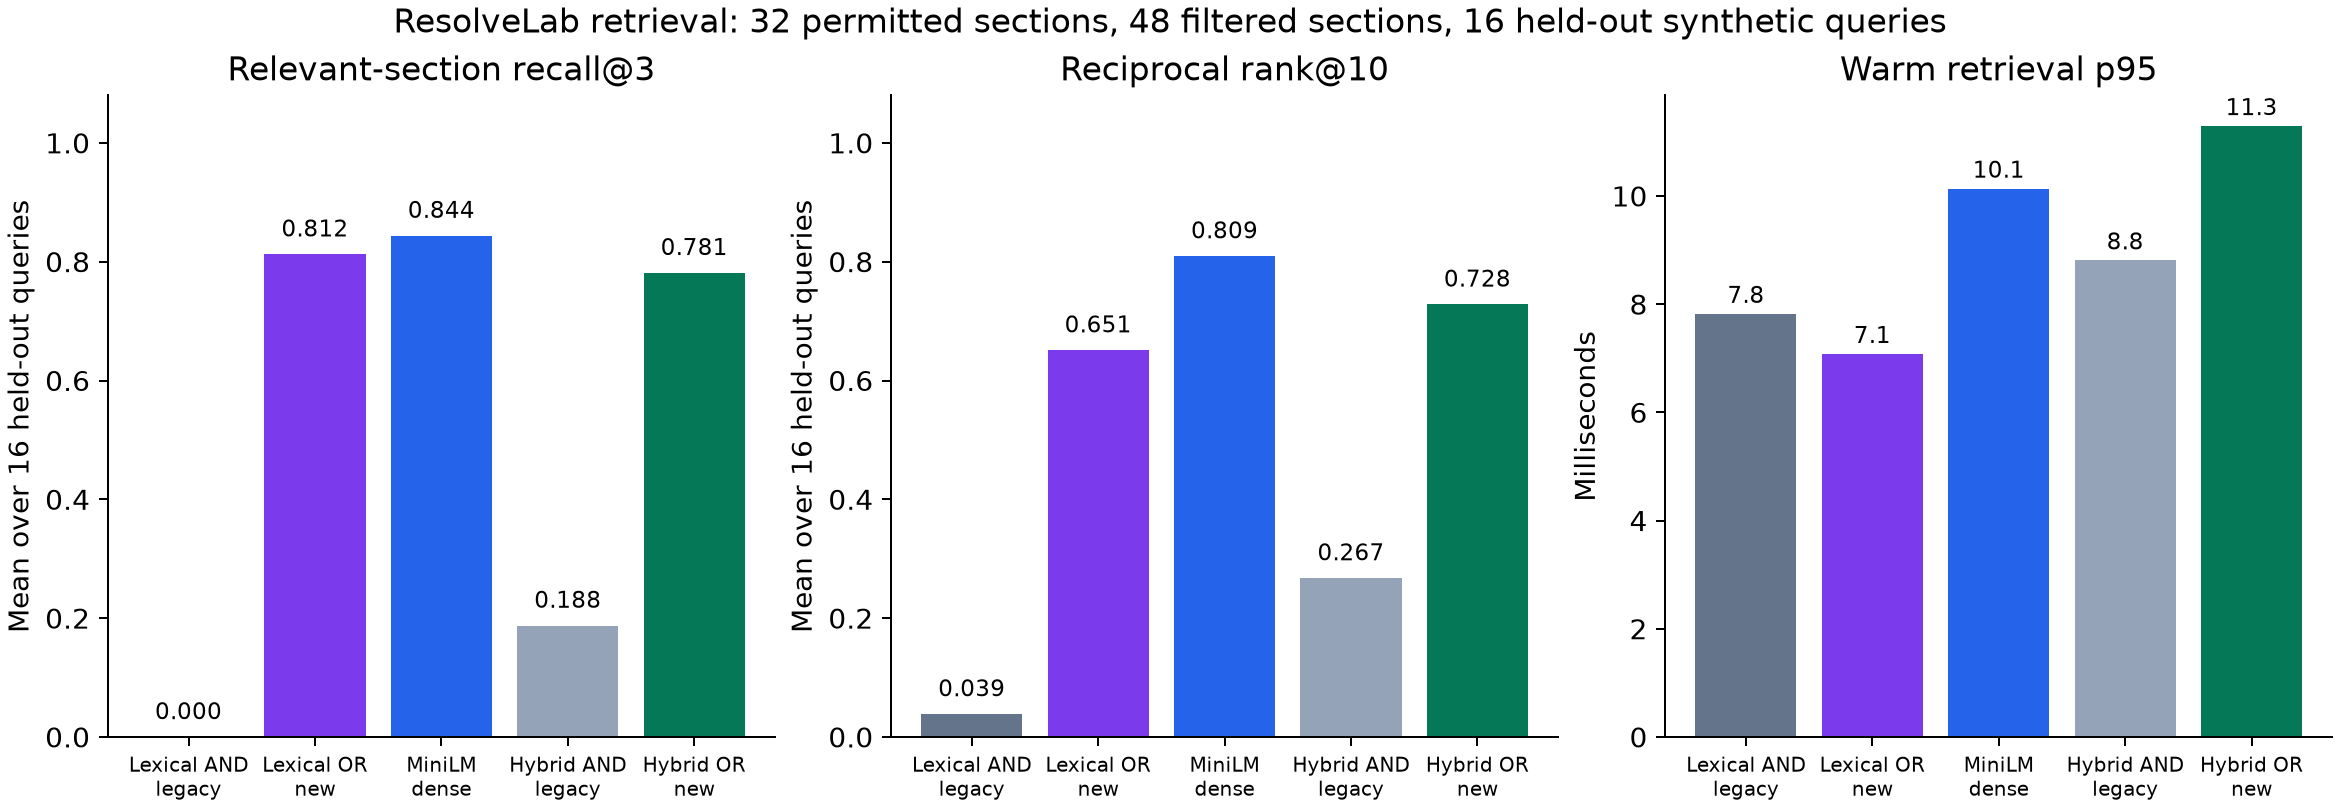 ResolveLab retrieval: 32 permitted sections, 48 filtered sections, 16 held-out synthetic queries
Relevant-section recall@3
Mean over 16 held-out queries
1.0
0.8
0.6
0.4
0.2
0.0
0.000
0.812
0.844
0.188
0.781
Lexical AND legacy
Lexical OR new
MiniLM dense
Hybrid AND legacy
Hybrid OR new
Reciprocal rank@10
Mean over 16 held-out queries
1.0
0.8
0.6
0.4
0.2
0.0
0.039
0.651
0.809
0.267
0.728
Lexical AND legacy
Lexical OR new
MiniLM dense
Hybrid AND legacy
Hybrid OR new
Warm retrieval p95
Milliseconds
10
8
6
4
2
0
7.8
7.1
10.1
8.8
11.3
Lexical AND legacy
Lexical OR new
MiniLM dense
Hybrid AND legacy
Hybrid OR new